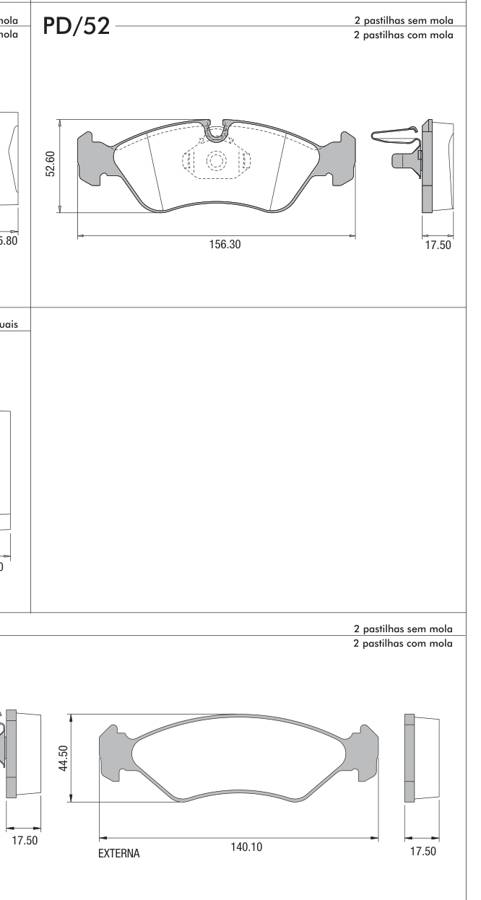 PD/52
2 pastilhas sem mola
2 pastilhas com mola
52.60
156.30
17.50
2 pastilhas sem mola
2 pastilhas com mola
44.50
17.50
EXTERNA
140.10
17.50